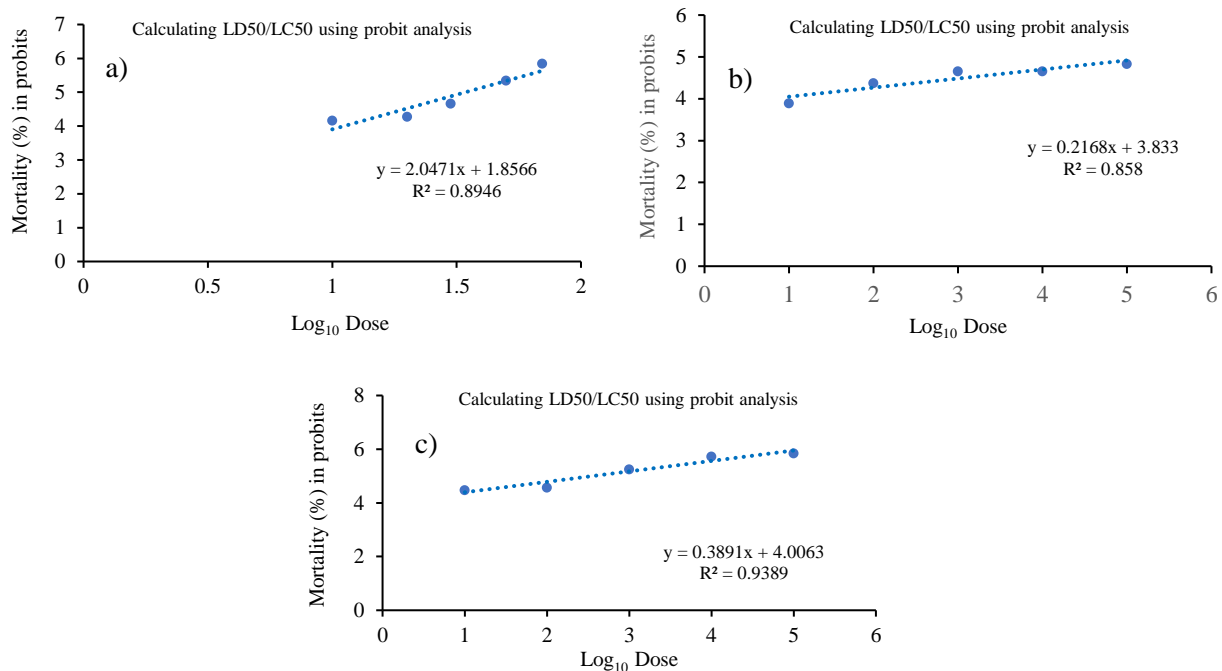 Calculating LD50/LC50 using probit analysis
a)
Mortality (%) in probits
7
6
5
4
3
2
1
0
y = 2.0471x + 1.8566
R² = 0.8946
0 0.5 1 1.5 2
Log10 Dose
Calculating LD50/LC50 using probit analysis
b)
Mortality (%) in probits
6
5
4
3
2
1
0
y = 0.2168x + 3.833
R² = 0.858
0 1 2 3 4 5 6
Log10 Dose
Calculating LD50/LC50 using probit analysis
c)
Mortality (%) in probits
8
6
4
2
0
y = 0.3891x + 4.0063
R² = 0.9389
0 1 2 3 4 5 6
Log10 Dose